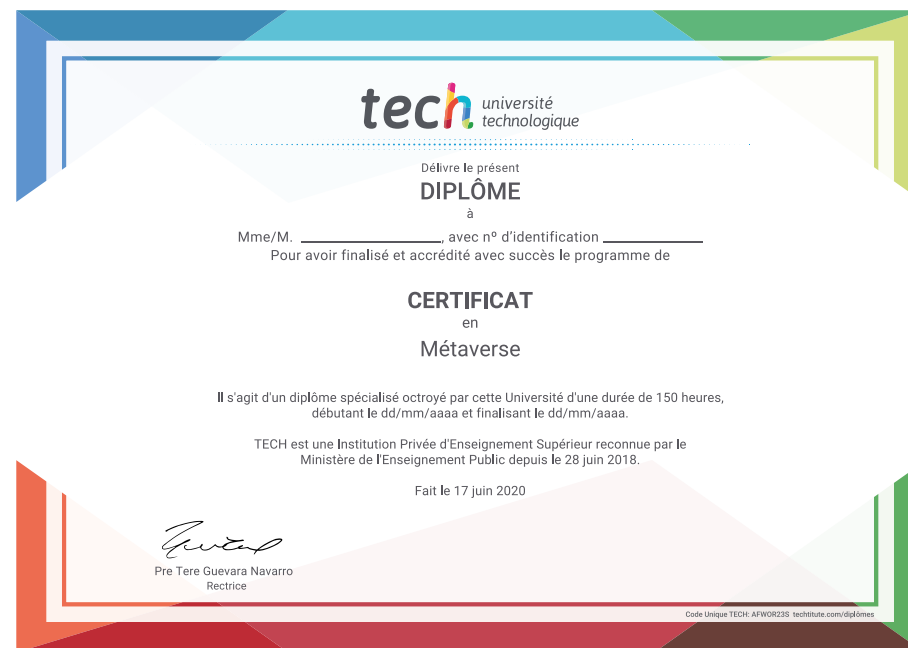 tech université
technologique
Délivre le présent
DIPLÔME
à
Mme/M. ____________________, avec nº d'identification ______________
Pour avoir finalisé et accrédité avec succès le programme de
CERTIFICAT
en
Métaverse
Il s'agit d'un diplôme spécialisé octroyé par cette Université d'une durée de 150 heures,
débutant le dd/mm/aaaa et finalisant le dd/mm/aaaa.
TECH est une Institution Privée d'Enseignement Supérieur reconnue par le
Ministère de l'Enseignement Public depuis le 28 juin 2018.
Fait le 17 juin 2020
Pre Tere Guevara Navarro
Rectrice
Code Unique TECH: AFWOR23S techtitute.com/diplômes